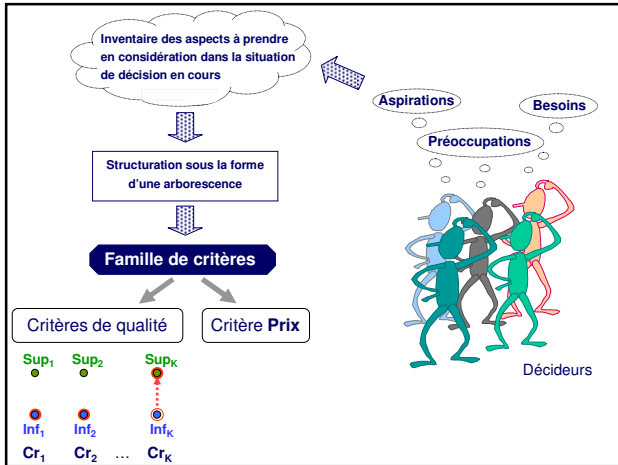 Inventaire des aspects à prendre
en considération dans la situation
de décision en cours
Aspirations
Besoins
Préoccupations
Structuration sous la forme
d'une arborescence
Famille de critères
Critères de qualité
Critère Prix
Sup₁ Sup₂ Supₖ
Inf₁ Inf₂ Infₖ
Cr₁ Cr₂ … Crₖ
Décideurs